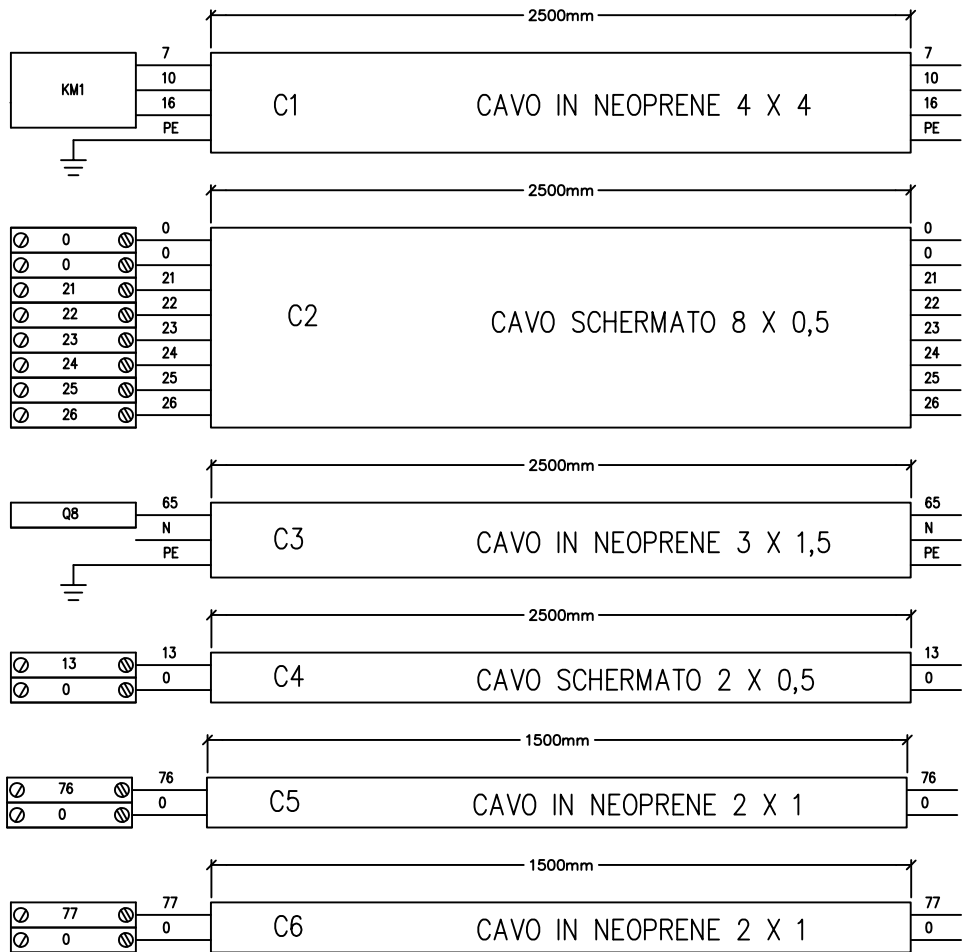 2500mm
7 7
10 10
KM1
16 C1 CAVO IN NEOPRENE 4 X 4 16
PE PE
2500mm
0 0 0
0 0 0
21 21 21
22 22 22
C2 CAVO SCHERMATO 8 X 0,5
23 23 23
24 24 24
25 25 25
26 26 26
2500mm
65 65
Q8
N N
C3 CAVO IN NEOPRENE 3 X 1,5
PE PE
2500mm
13 13 13
0 0 0
C4 CAVO SCHERMATO 2 X 0,5
1500mm
76 76 76
0 0 0
C5 CAVO IN NEOPRENE 2 X 1
1500mm
77 77 77
0 0 0
C6 CAVO IN NEOPRENE 2 X 1